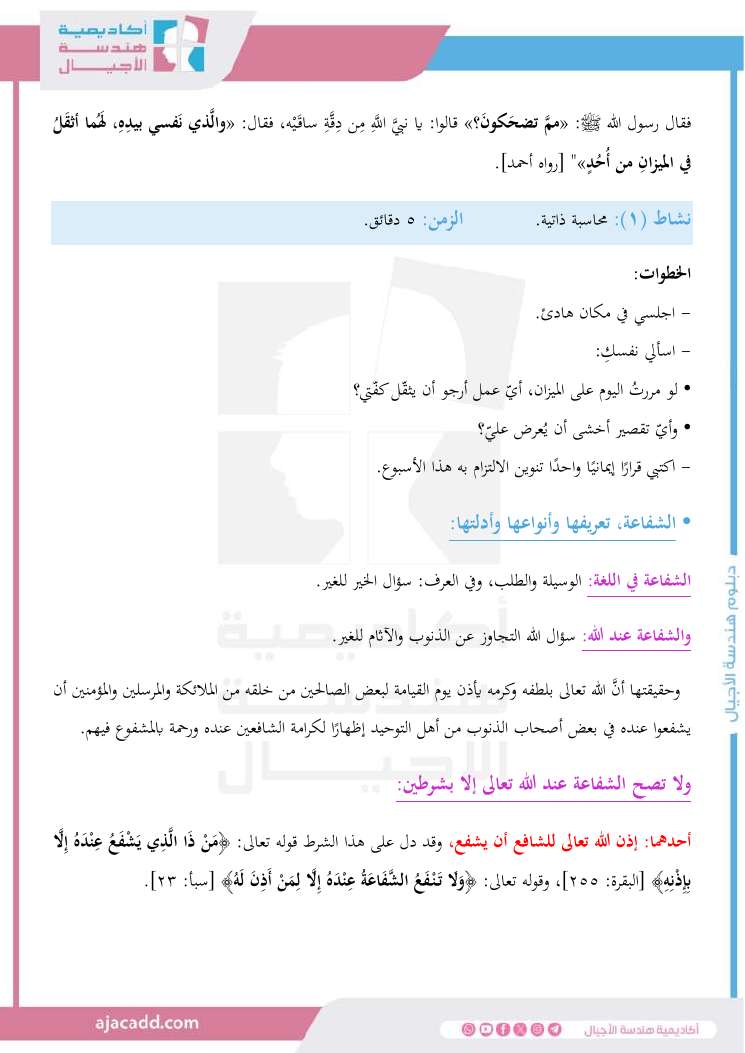 أكاديمية
هندسة
الأجيال
فقال رسول الله ﷺ: «ممَّ تضحَكونَ؟» قالوا: يا نبيَّ اللَّهِ مِن دِقَّةِ ساقَيْه، فقال: «والَّذي نَفسي بيدِهِ، لَهُما أثقَلُ
في الميزانِ من أُحُدٍ»" [رواه أحمد].
نشاط (١): محاسبة ذاتية. الزمن: ٥ دقائق.
الخطوات:
- اجلسي في مكان هادئ.
- اسألي نفسكِ:
• لو مررتُ اليوم على الميزان، أيّ عمل أرجو أن يثقّل كفّتي؟
• وأيّ تقصير أخشى أن يُعرض عليّ؟
- اكتبي قرارًا إيمانيًا واحدًا تنوين الالتزام به هذا الأسبوع.
• الشفاعة، تعريفها وأنواعها وأدلتها:
الشفاعة في اللغة: الوسيلة والطلب، وفي العرف: سؤال الخير للغير.
والشفاعة عند الله: سؤال الله التجاوز عن الذنوب والآثام للغير.
وحقيقتها أنَّ الله تعالى بلطفه وكرمه يأذن يوم القيامة لبعض الصالحين من خلقه من الملائكة والمرسلين والمؤمنين أن
يشفعوا عنده في بعض أصحاب الذنوب من أهل التوحيد إظهارًا لكرامة الشافعين عنده ورحمة بالمشفوع فيهم.
ولا تصح الشفاعة عند الله تعالى إلا بشرطين:
أحدهما: إذن الله تعالى للشافع أن يشفع، وقد دل على هذا الشرط قوله تعالى: ﴿مَنْ ذَا الَّذِي يَشْفَعُ عِنْدَهُ إِلَّا
بِإِذْنِهِ﴾ [البقرة: ٢٥٥]، وقوله تعالى: ﴿وَلَا تَنْفَعُ الشَّفَاعَةُ عِنْدَهُ إِلَّا لِمَنْ أَذِنَ لَهُ﴾ [سبأ: ٢٣].
أكاديمية
هندسة
الأجيال
دبلوم هندسة الأجيال
ajacadd.com
أكاديمية هندسة الأجيال